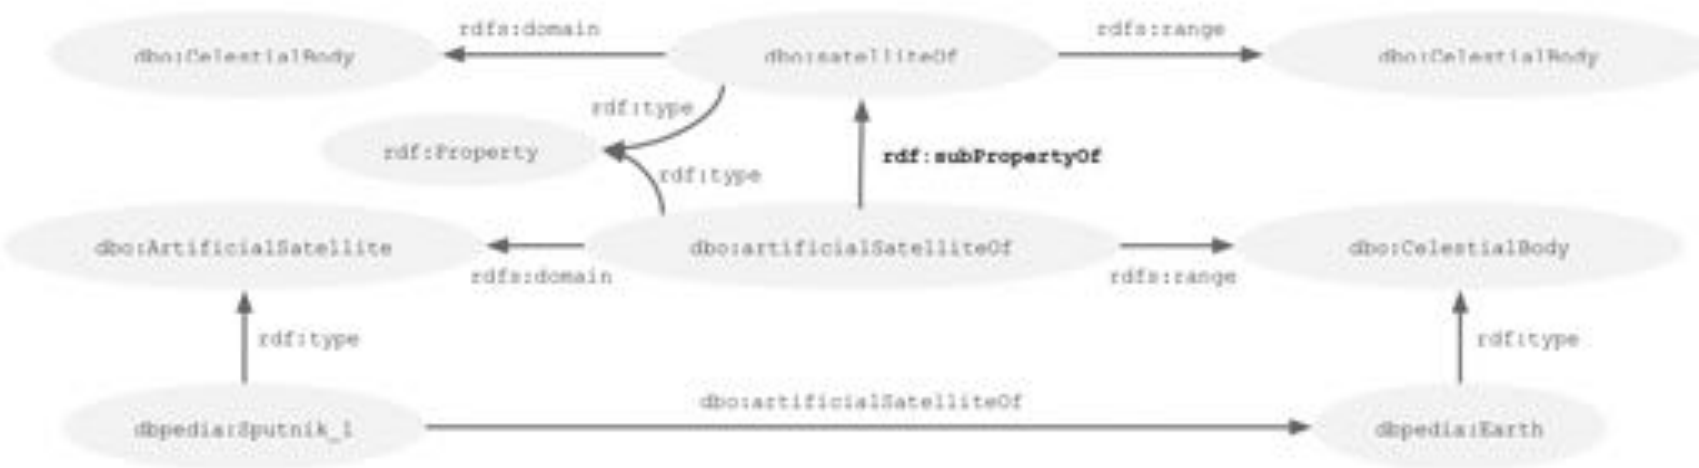 rdfs:domain
rdfs:range
dbo:CelestialBody
dbo:satelliteOf
dbo:CelestialBody
rdf:type
rdf:Property
rdf:subPropertyOf
rdf:type
dbo:ArtificialSatellite
dbo:artificialSatelliteOf
dbo:CelestialBody
rdfs:domain
rdfs:range
rdf:type
rdf:type
dbo:artificialSatelliteOf
dbpedia:Sputnik_1
dbpedia:Earth